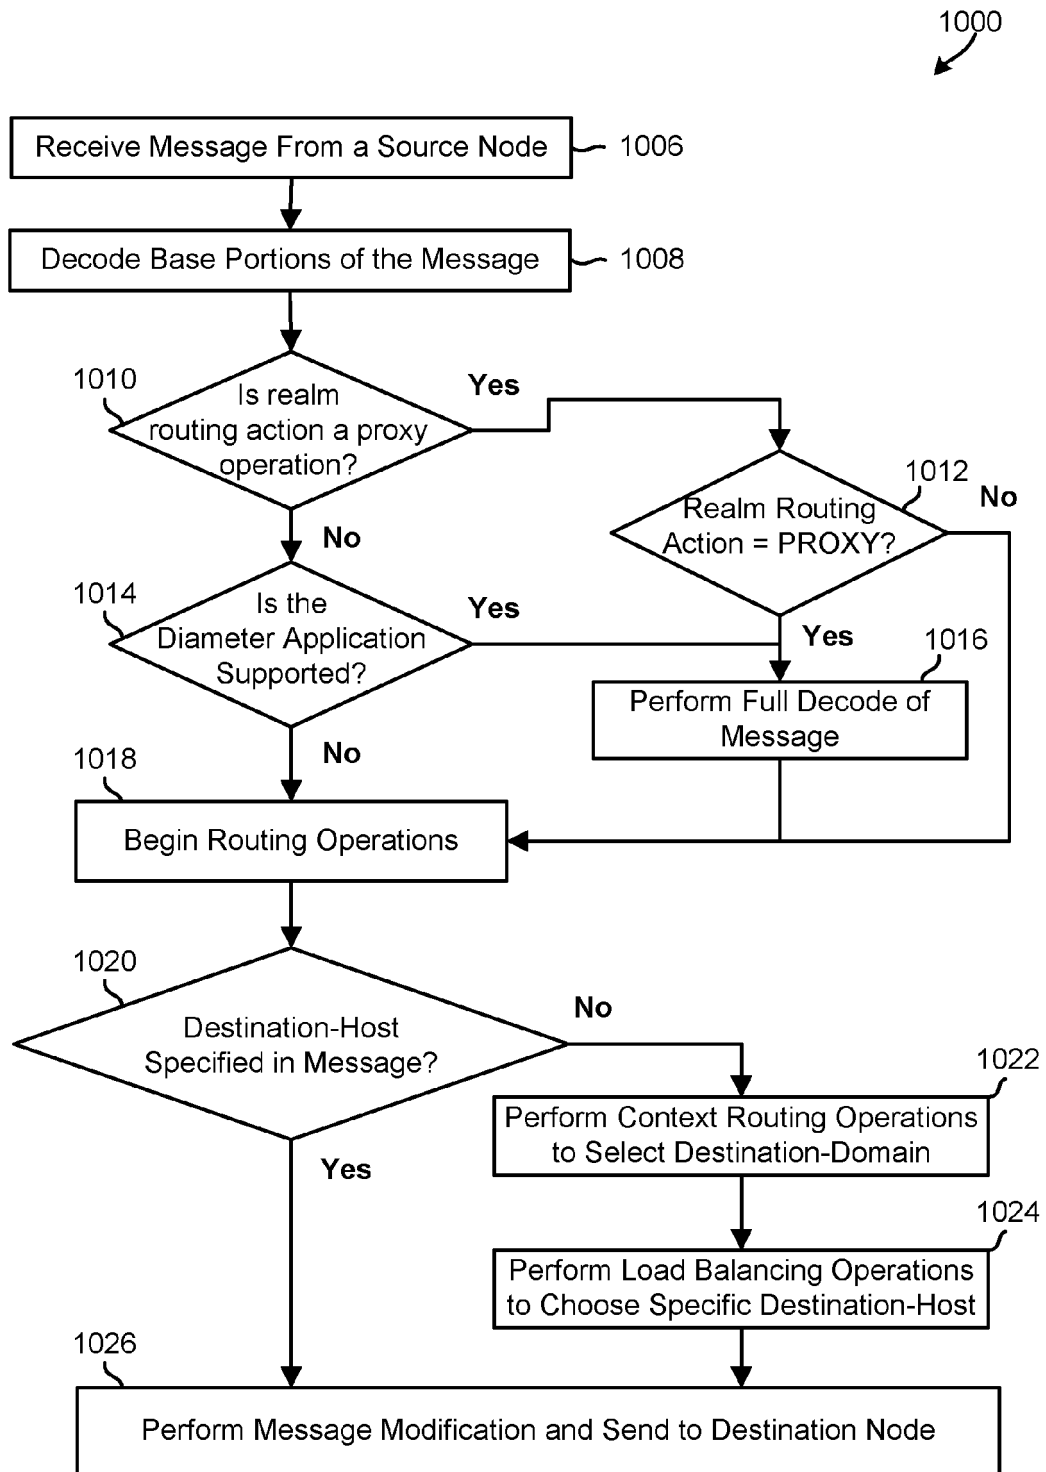 1000
Receive Message From a Source Node
1006
Decode Base Portions of the Message
1008
1010
Is realm
routing action a proxy
operation?
Yes
No
1012
Realm Routing
Action = PROXY?
No
Yes
1014
Is the
Diameter Application
Supported?
Yes
No
1016
Perform Full Decode of
Message
1018
Begin Routing Operations
1020
Destination-Host
Specified in Message?
No
Yes
1022
Perform Context Routing Operations
to Select Destination-Domain
1024
Perform Load Balancing Operations
to Choose Specific Destination-Host
1026
Perform Message Modification and Send to Destination Node